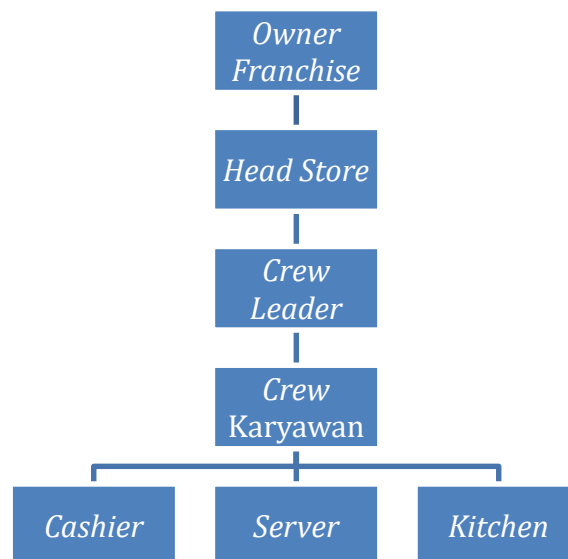 Owner
Franchise
Head Store
Crew
Leader
Crew
Karyawan
Cashier
Server
Kitchen